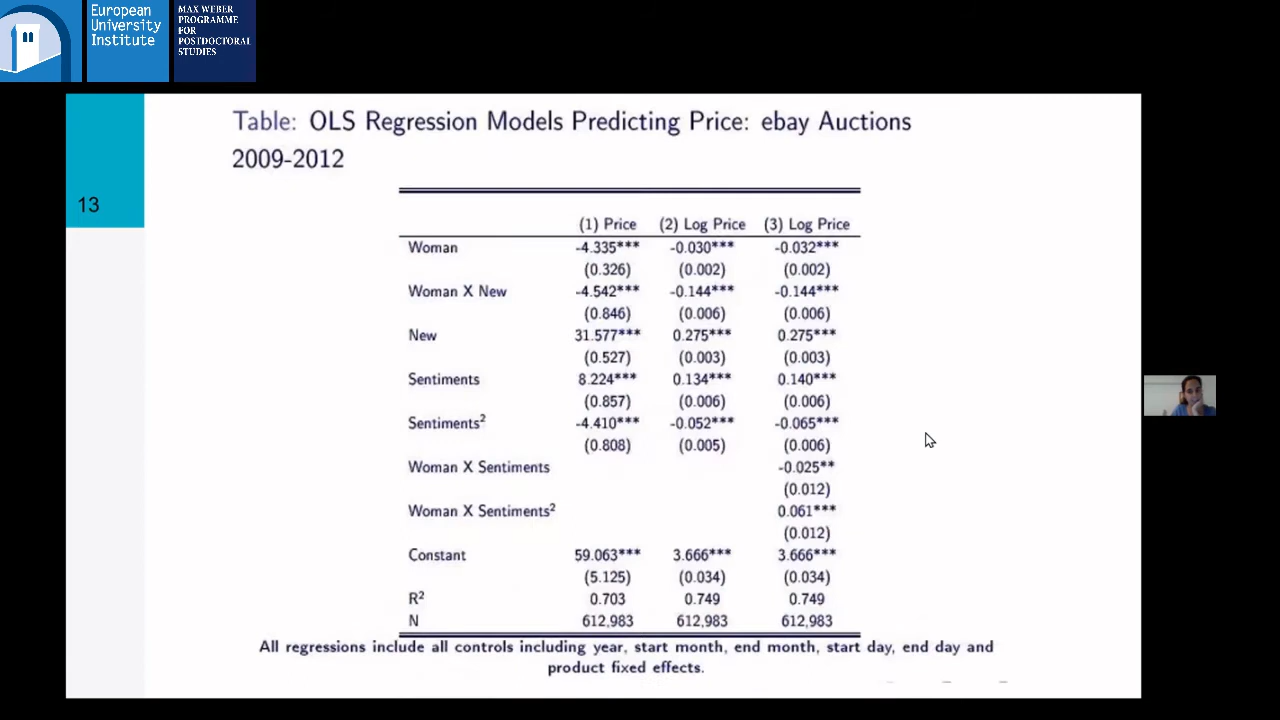 European
University
Institute
MAX WEBER
PROGRAMME
FOR
POSTDOCTORAL
STUDIES
13
Table: OLS Regression Models Predicting Price: ebay Auctions
2009-2012
(1) Price (2) Log Price (3) Log Price
Woman -4.335*** -0.030*** -0.032***
(0.326) (0.002) (0.002)
Woman X New -4.542*** -0.144*** -0.144***
(0.846) (0.006) (0.006)
New 31.577*** 0.275*** 0.275***
(0.527) (0.003) (0.003)
Sentiments 8.224*** 0.134*** 0.140***
(0.857) (0.006) (0.006)
Sentiments² -4.410*** -0.052*** -0.065***
(0.808) (0.005) (0.006)
Woman X Sentiments -0.025**
(0.012)
Woman X Sentiments² 0.061***
(0.012)
Constant 59.063*** 3.666*** 3.666***
(5.125) (0.034) (0.034)
R² 0.703 0.749 0.749
N 612,983 612,983 612,983
All regressions include all controls including year, start month, end month, start day, end day and
product fixed effects.